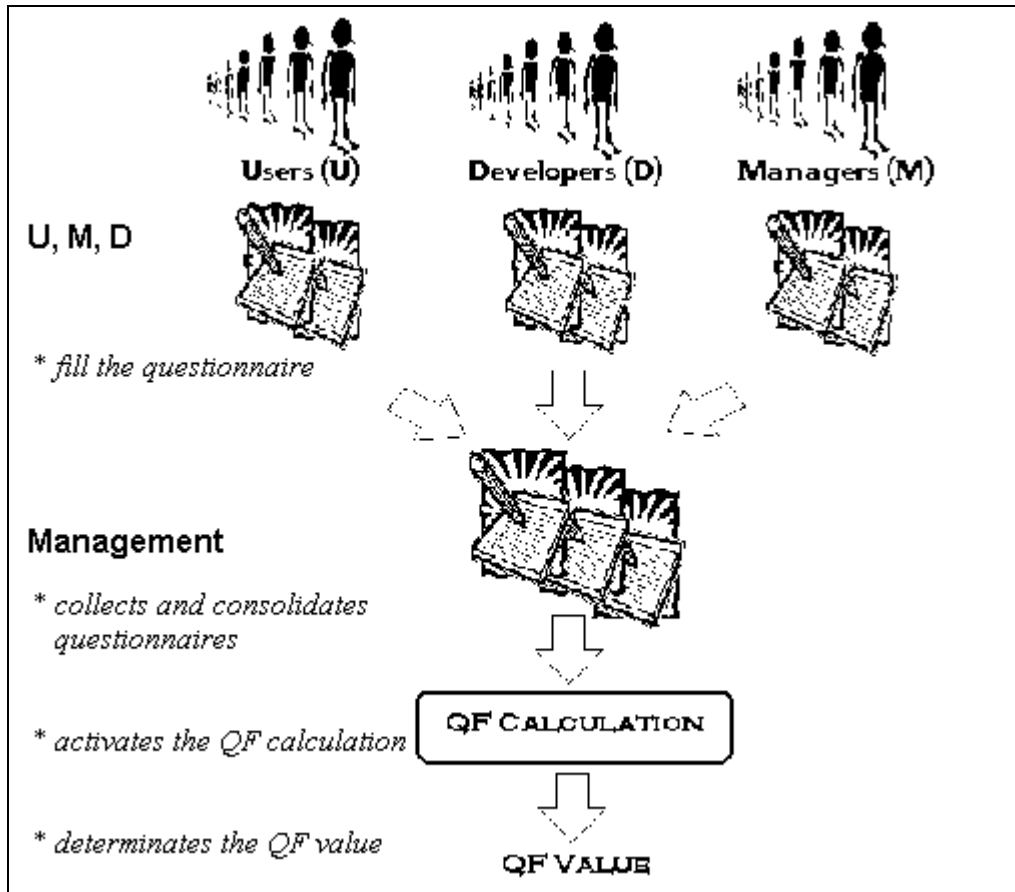 Users (U)
Developers (D)
Managers (M)
U, M, D
* fill the questionnaire
Management
* collects and consolidates
questionnaires
QF CALCULATION
* activates the QF calculation
* determinates the QF value
QF VALUE